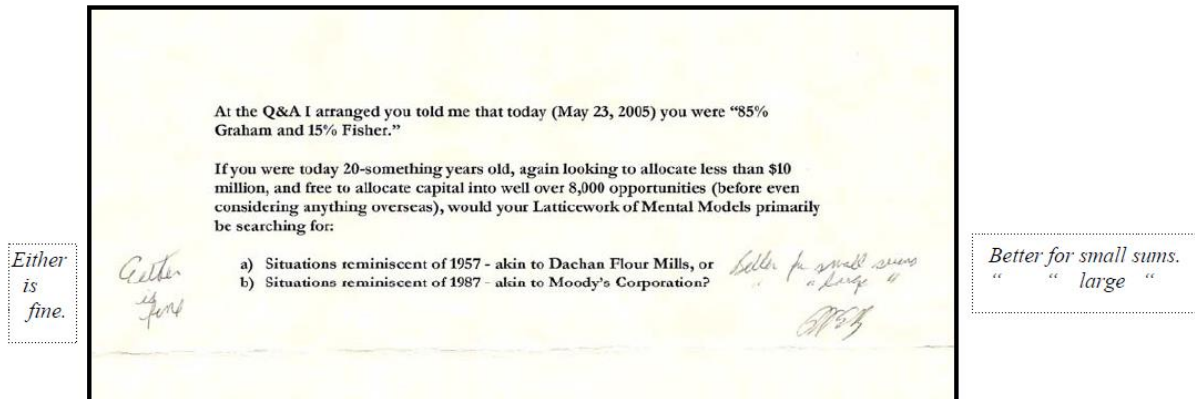 At the Q&A I arranged you told me that today (May 23, 2005) you were “85%
Graham and 15% Fisher.”
If you were today 20-something years old, again looking to allocate less than $10
million, and free to allocate capital into well over 8,000 opportunities (before even
considering anything overseas), would your Latticework of Mental Models primarily
be searching for:
Either
is
fine.
Either
is
fine
a) Situations reminiscent of 1957 - akin to Dachan Flour Mills, or
b) Situations reminiscent of 1987 - akin to Moody’s Corporation?
Better for small sums
" " large "
Better for small sums.
“ “ large “